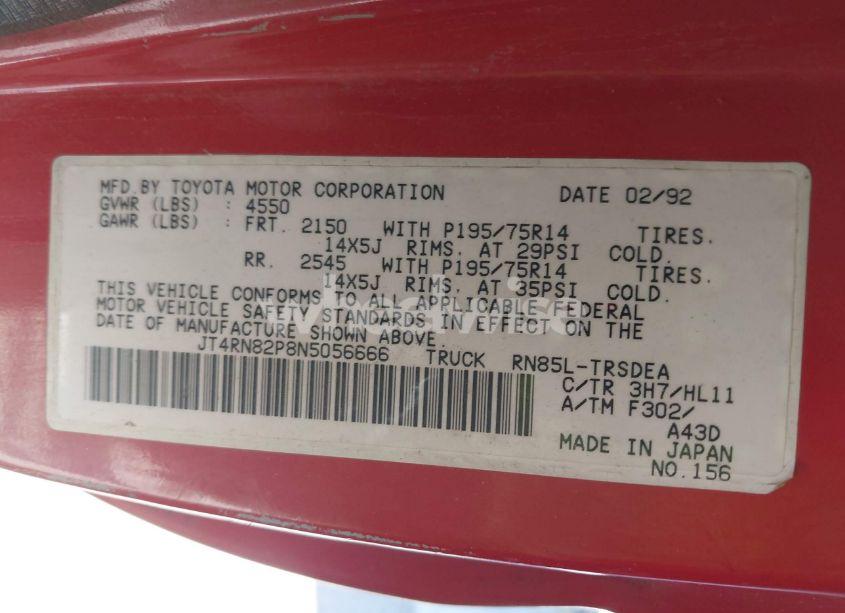 MFD.BY TOYOTA MOTOR CORPORATION DATE 02/92
GVWR (LBS) : 4550
GAWR (LBS) : FRT. 2150 WITH P195/75R14 TIRES.
14X5J RIMS. AT 29PSI COLD.
RR. 2545 WITH P195/75R14 TIRES.
14X5J RIMS. AT 35PSI COLD.
THIS VEHICLE CONFORMS TO ALL APPLICABLE/FEDERAL
MOTOR VEHICLE SAFETY STANDARDS IN EFFECT ON THE
DATE OF MANUFACTURE SHOWN ABOVE.
JT4RN82P8N5056666 TRUCK RN85L-TRSDEA
C/TR 3H7/HL11
A/TM F302/
A43D
MADE IN JAPAN
NO.156